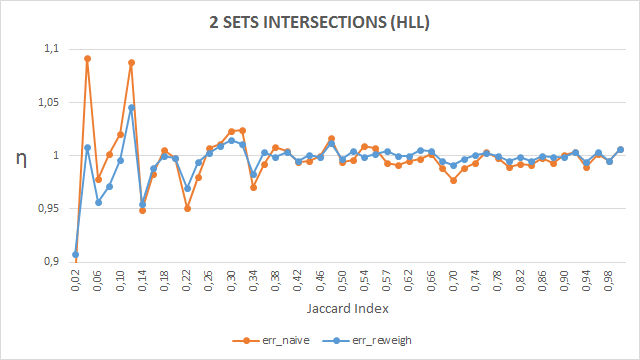 2 SETS INTERSECTIONS (HLL)
1,1
1,05
1
0,95
0,9
η
0,02 0,06 0,10 0,14 0,18 0,22 0,26 0,30 0,34 0,38 0,42 0,46 0,50 0,54 0,57 0,62 0,66 0,70 0,74 0,78 0,82 0,86 0,90 0,94 0,98
Jaccard Index
err_naive err_reweigh